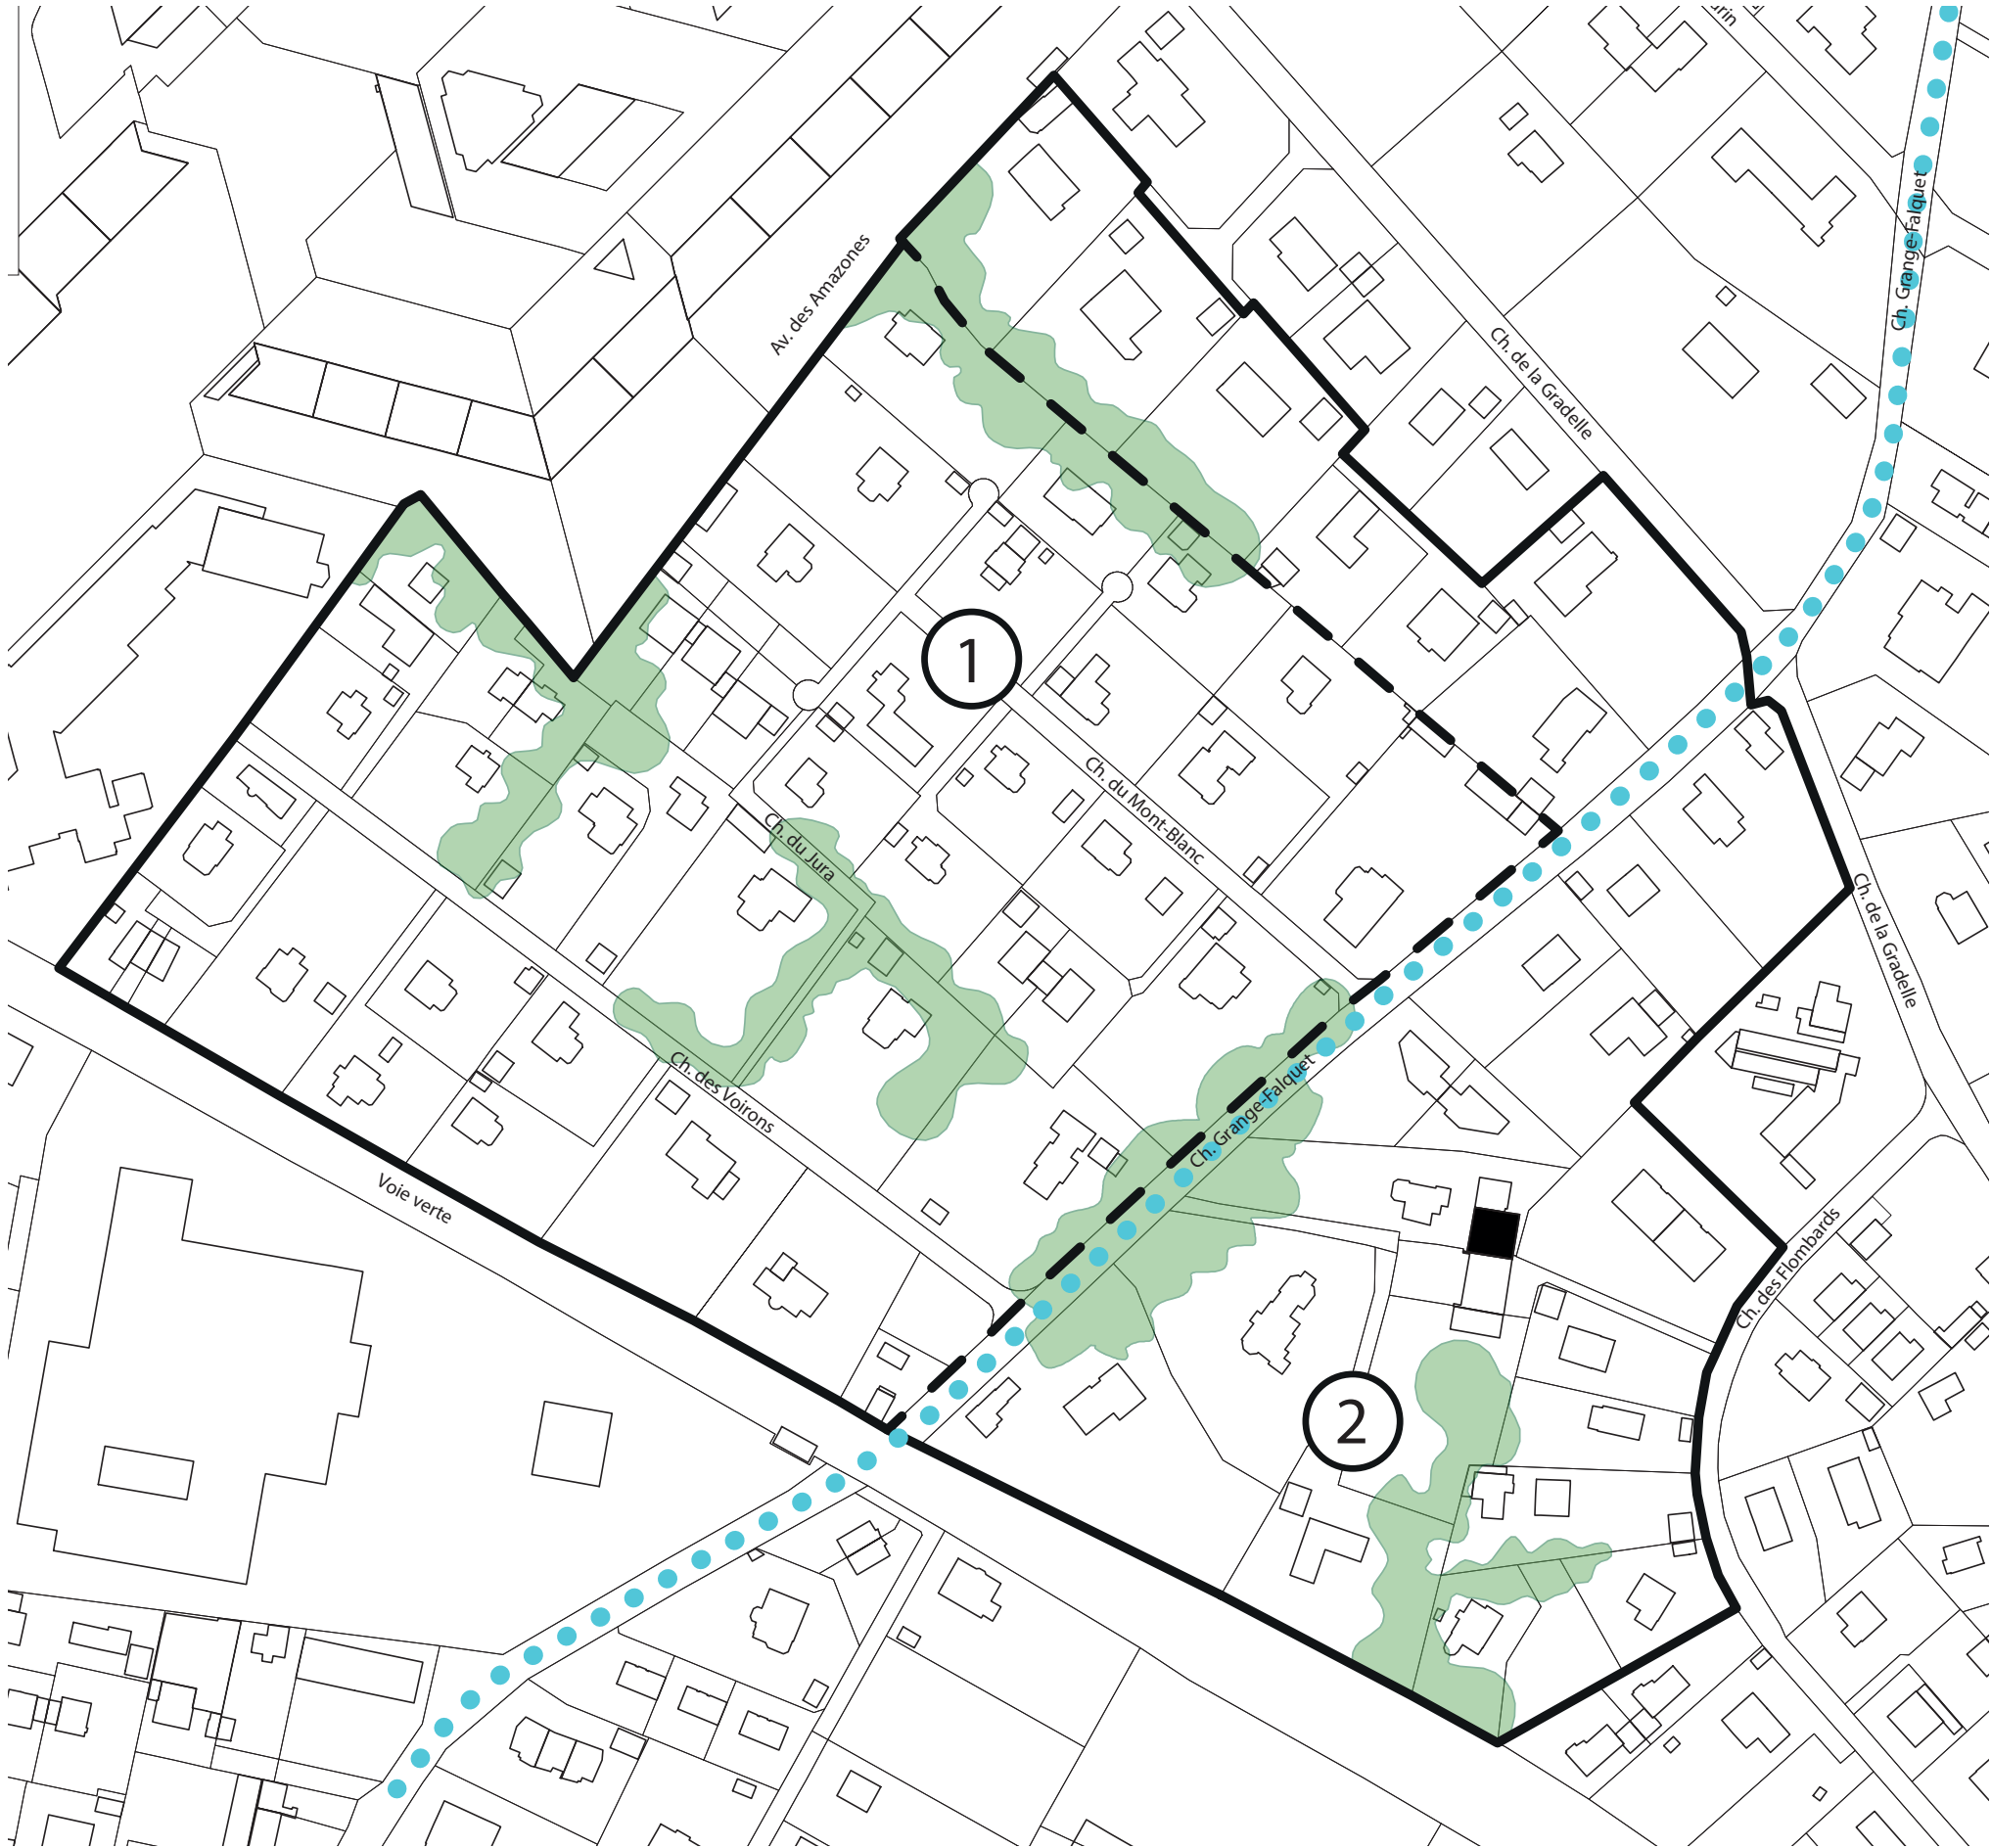 Ch. Grange-Falquet
Av. des Amazones
Ch. de la Gradelle
1
Ch. du Mont-Blanc
Ch. du Jura
Ch. de la Gradelle
Ch. des Voirons
Ch. Grange-Falquet
Voie verte
Ch. des Flombards
2